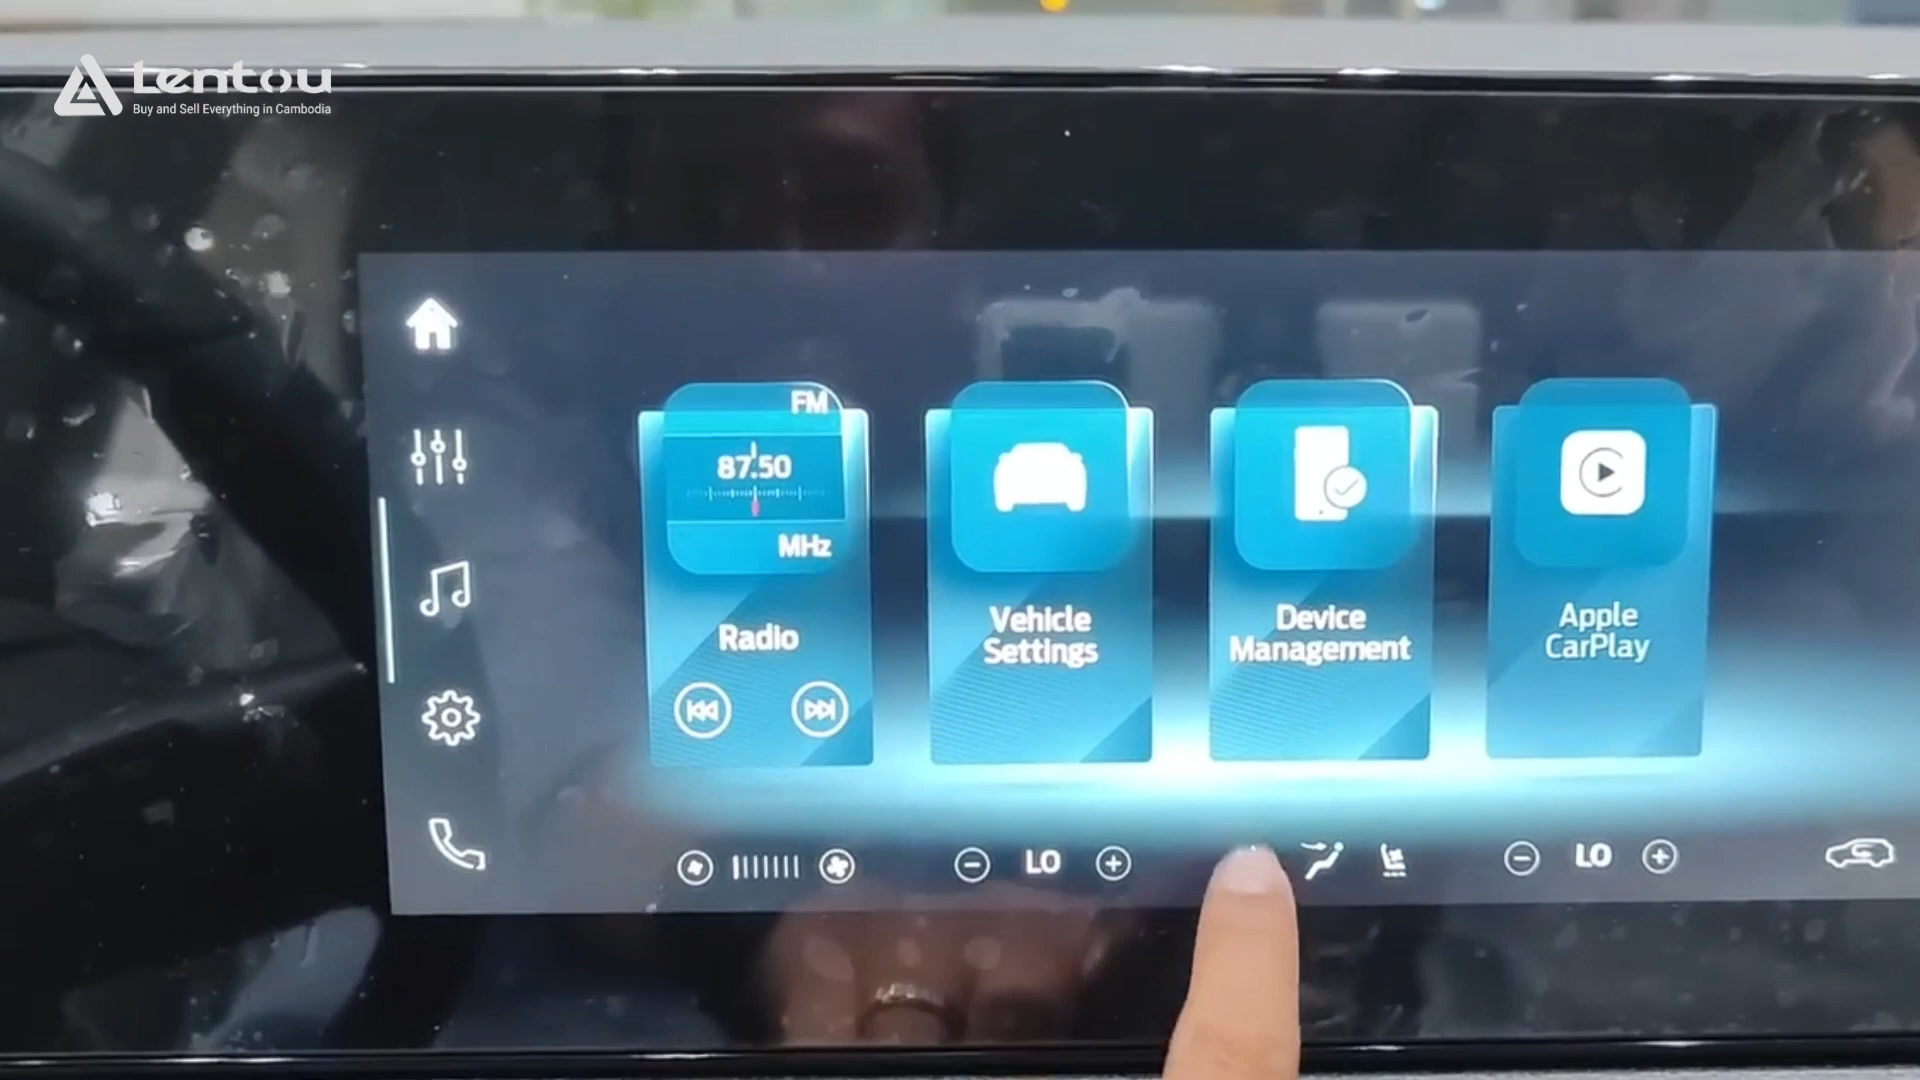 Lentou
Buy and Sell Everything in Cambodia
FM
87.50
MHz
Radio
Vehicle
Settings
Device
Management
Apple
CarPlay
LO
LO